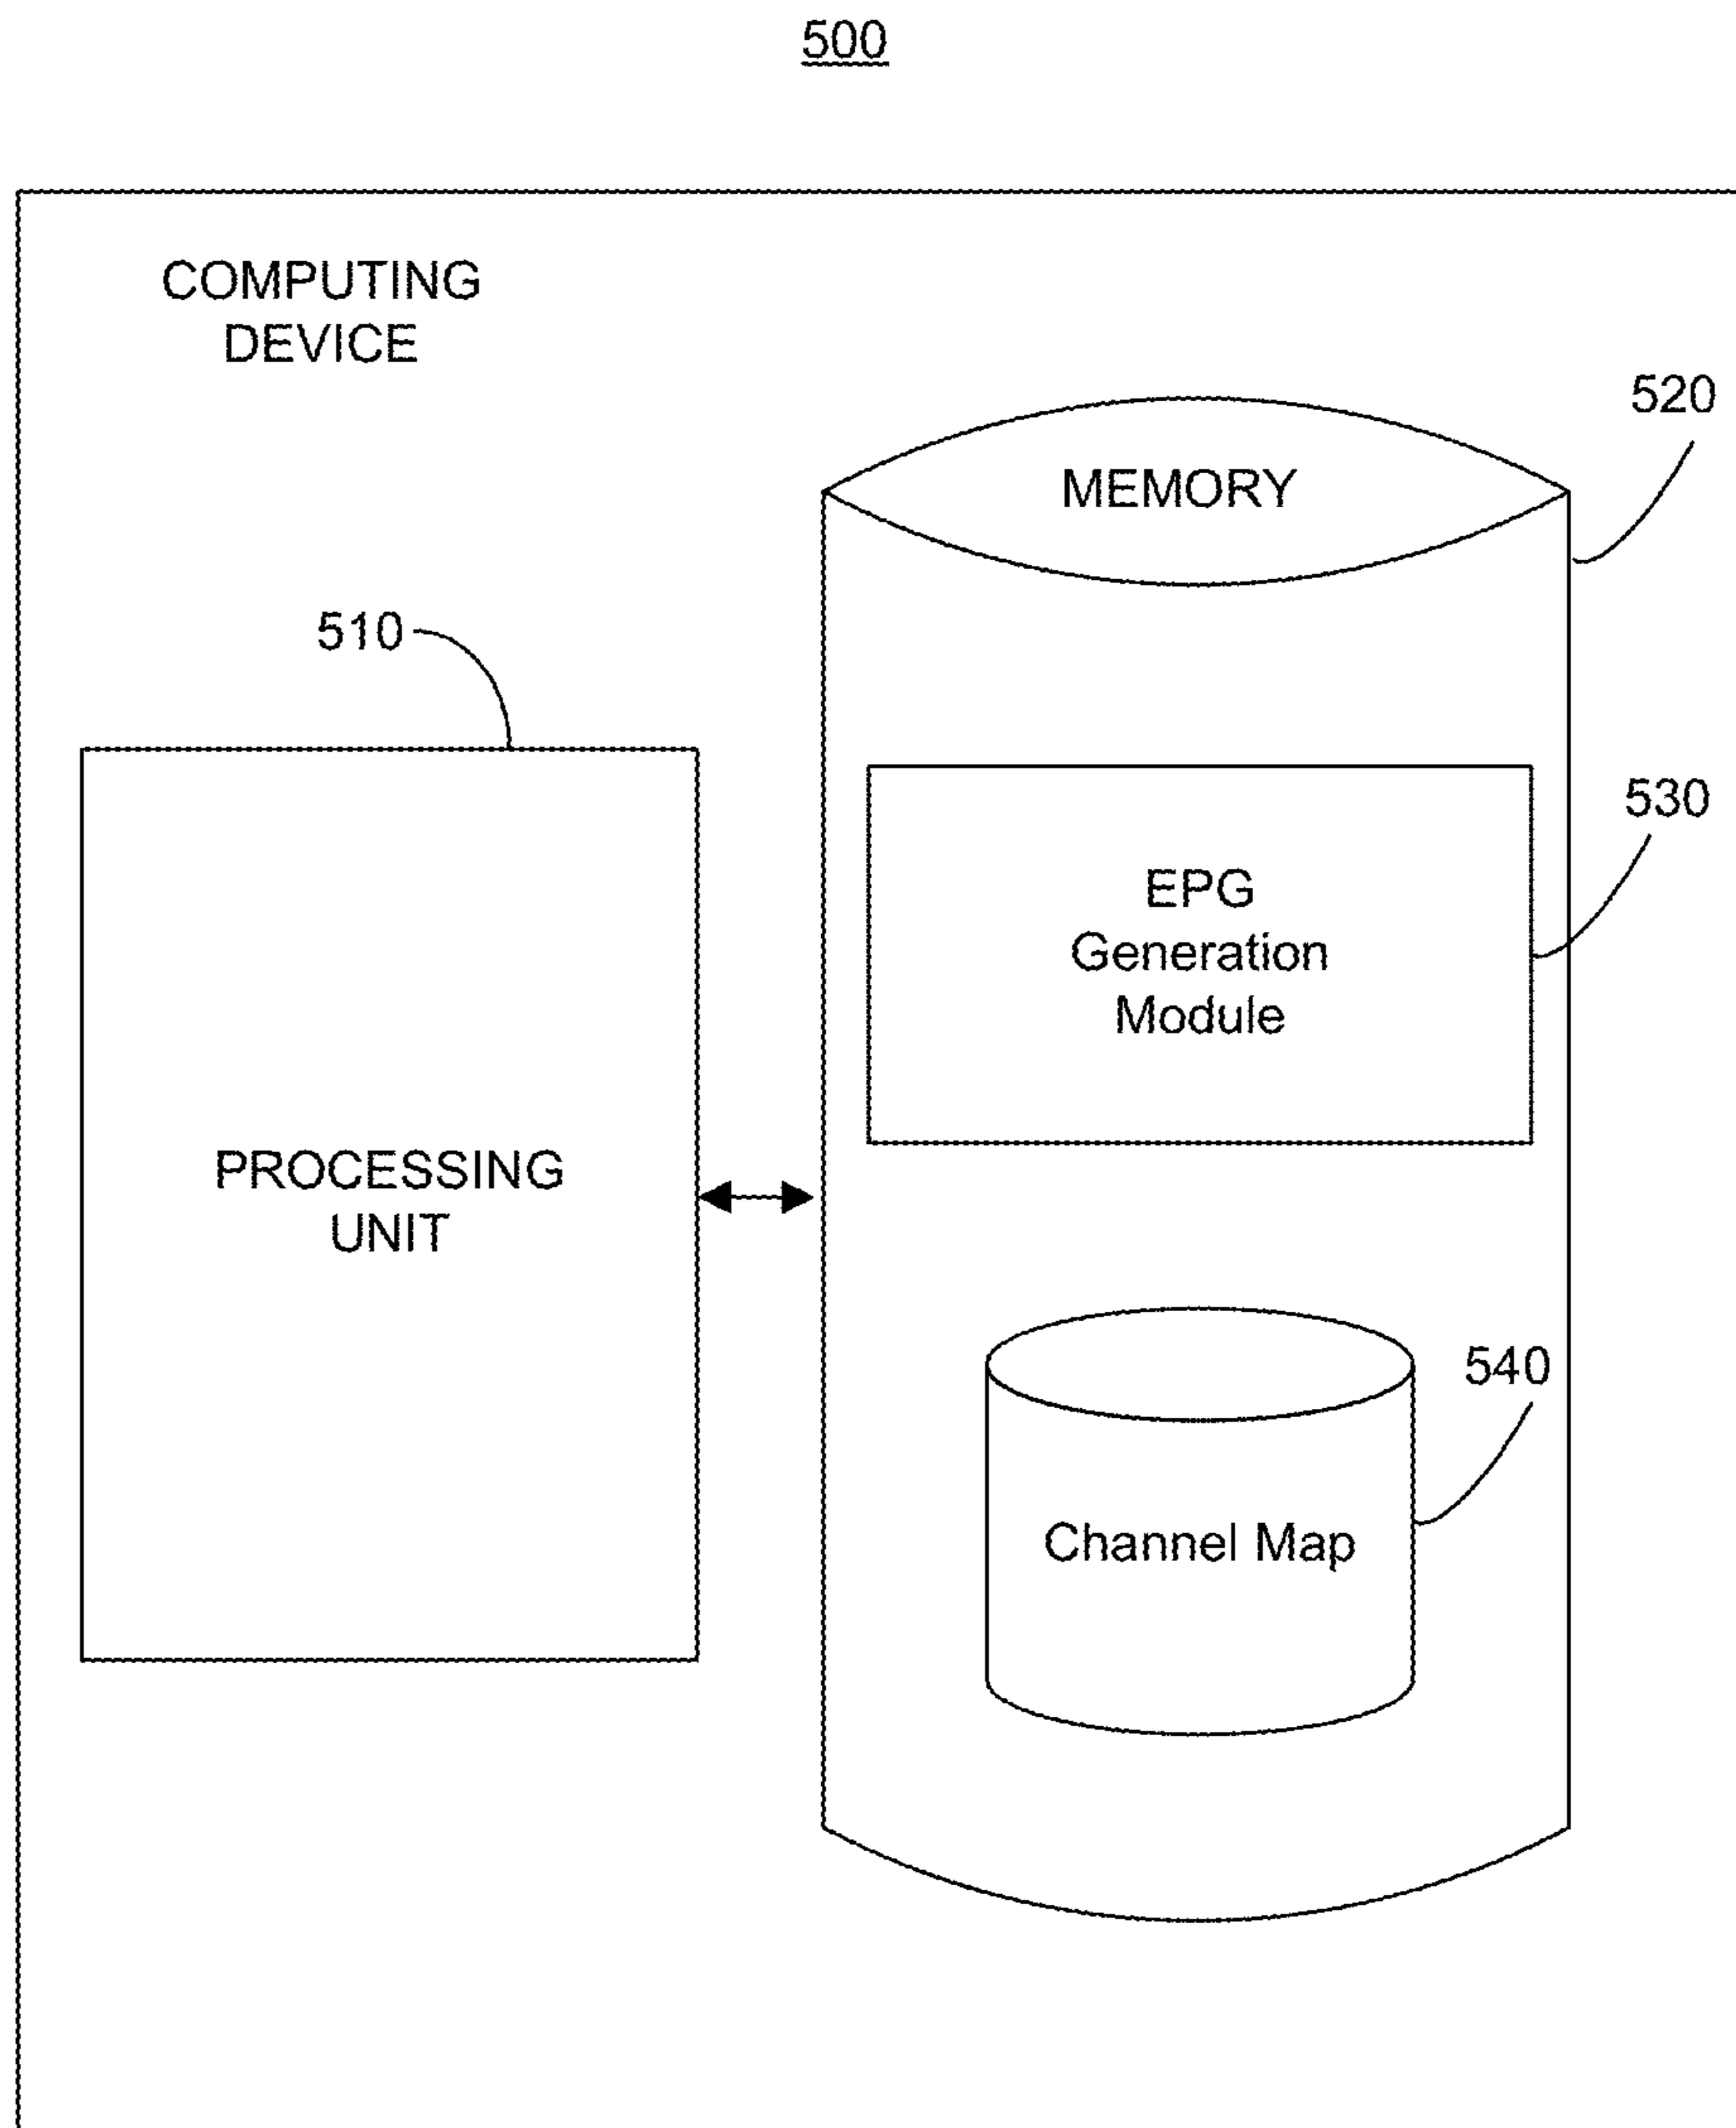 500
COMPUTING
DEVICE
520
MEMORY
510
530
EPG
Generation
Module
PROCESSING
UNIT
540
Channel Map